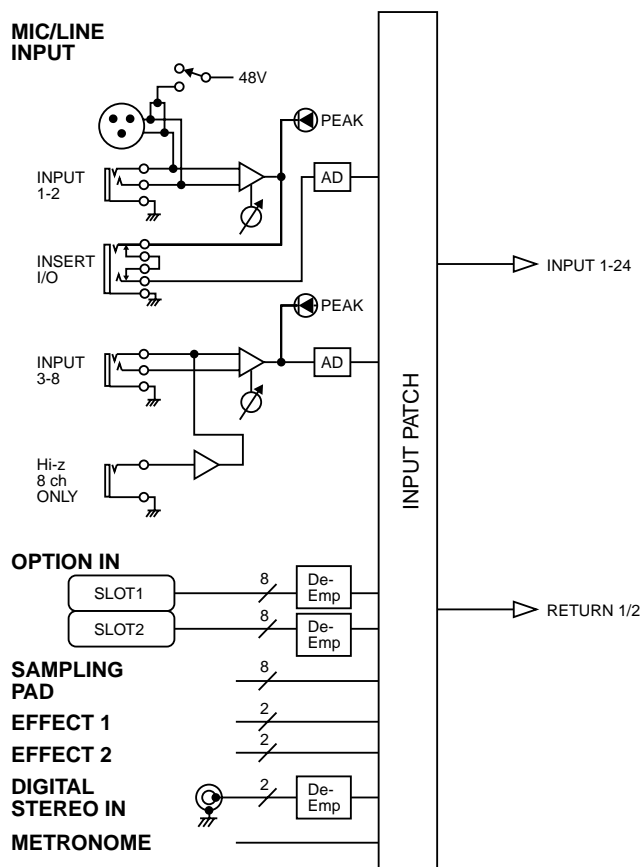 MIC/LINE
INPUT
48V
PEAK
INPUT
1-2
AD
INSERT
I/O
INPUT 1-24
PEAK
INPUT
3-8
AD
INPUT PATCH
Hi-z
8 ch
ONLY
OPTION IN
SLOT1
8
De-
Emp
RETURN 1/2
SLOT2
8
De-
Emp
SAMPLING
PAD
8
EFFECT 1
2
EFFECT 2
2
DIGITAL
STEREO IN
2
De-
Emp
METRONOME